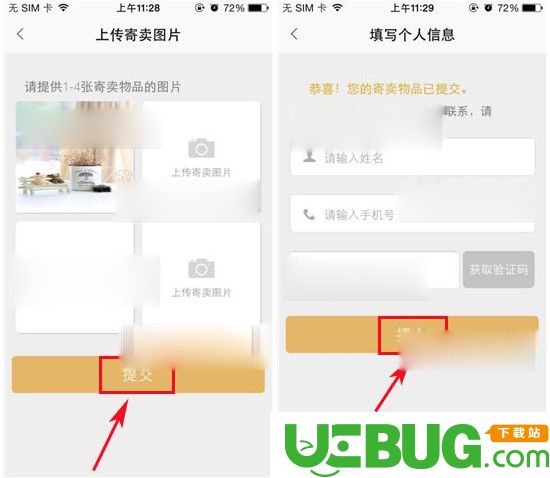 无 SIM 卡 上午11:28 72%
上传寄卖图片
请提供1-4张寄卖物品的图片
上传寄卖图片
上传寄卖图片
提交
无 SIM 卡 上午11:29 72%
填写个人信息
恭喜！您的寄卖物品已提交。
联系，请
请输入姓名
请输入手机号
获取验证码
UEBUG 下载站
.com